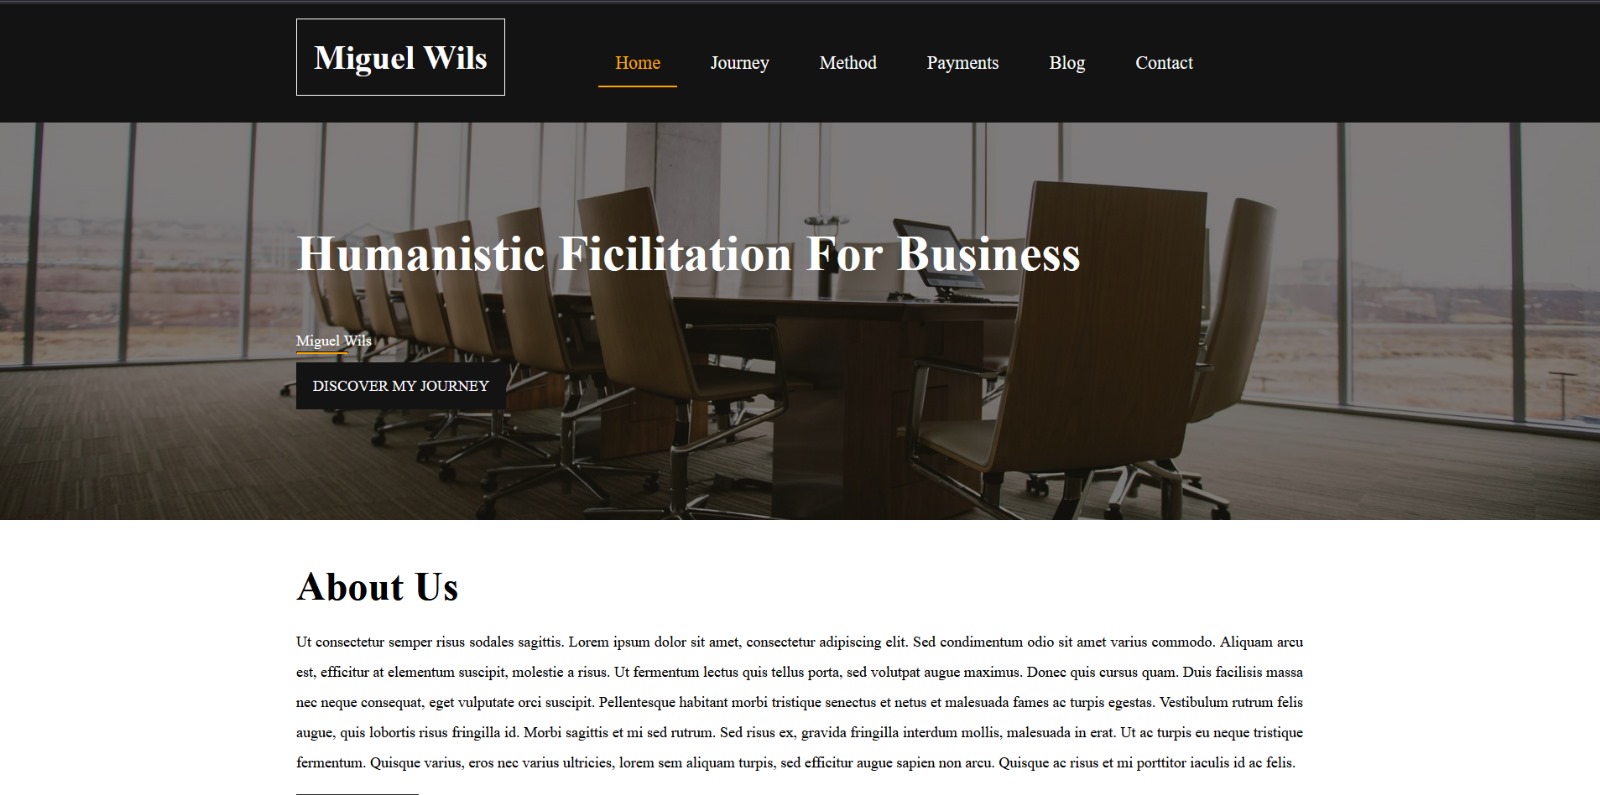 Miguel Wils
Home Journey Method Payments Blog Contact
Humanistic Ficilitation For Business
Miguel Wils
DISCOVER MY JOURNEY
About Us
Ut consectetur semper risus sodales sagittis. Lorem ipsum dolor sit amet, consectetur adipiscing elit. Sed condimentum odio sit amet varius commodo. Aliquam arcu
est, efficitur at elementum suscipit, molestie a risus. Ut fermentum lectus quis tellus porta, sed volutpat augue maximus. Donec quis cursus quam. Duis facilisis massa
nec neque consequat, eget vulputate orci suscipit. Pellentesque habitant morbi tristique senectus et netus et malesuada fames ac turpis egestas. Vestibulum rutrum felis
augue, quis lobortis risus fringilla id. Morbi sagittis et mi sed rutrum. Sed risus ex, gravida fringilla interdum mollis, malesuada in erat. Ut ac turpis eu neque tristique
fermentum. Quisque varius, eros nec varius ultricies, lorem sem aliquam turpis, sed efficitur augue sapien non arcu. Quisque ac risus et mi porttitor iaculis id ac felis.